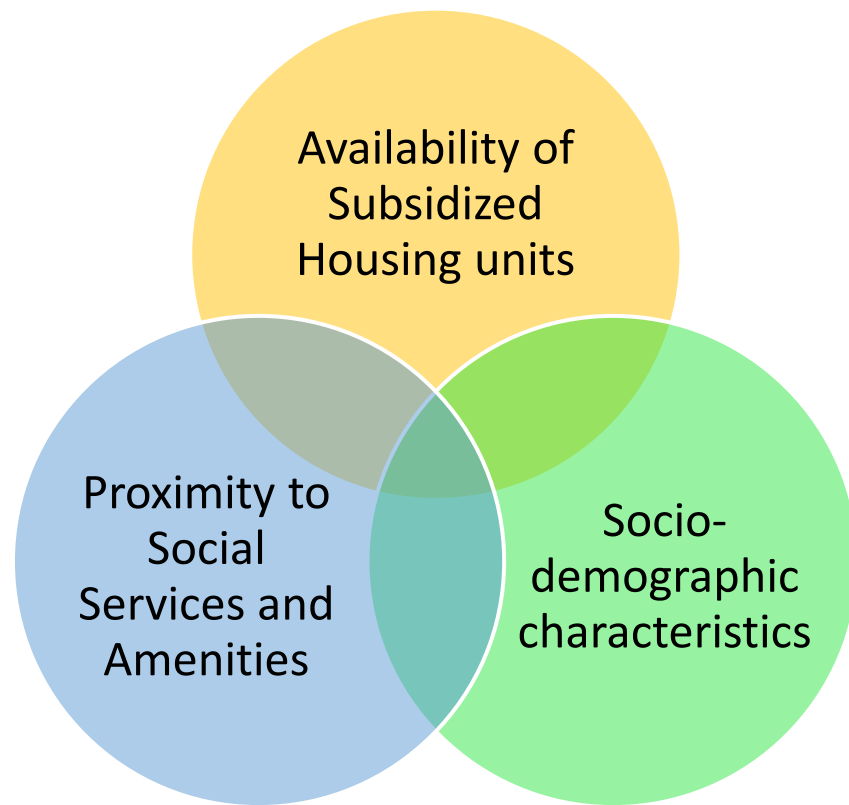 Availability of
Subsidized
Housing units
Proximity to
Social
Services and
Amenities
Socio-
demographic
characteristics